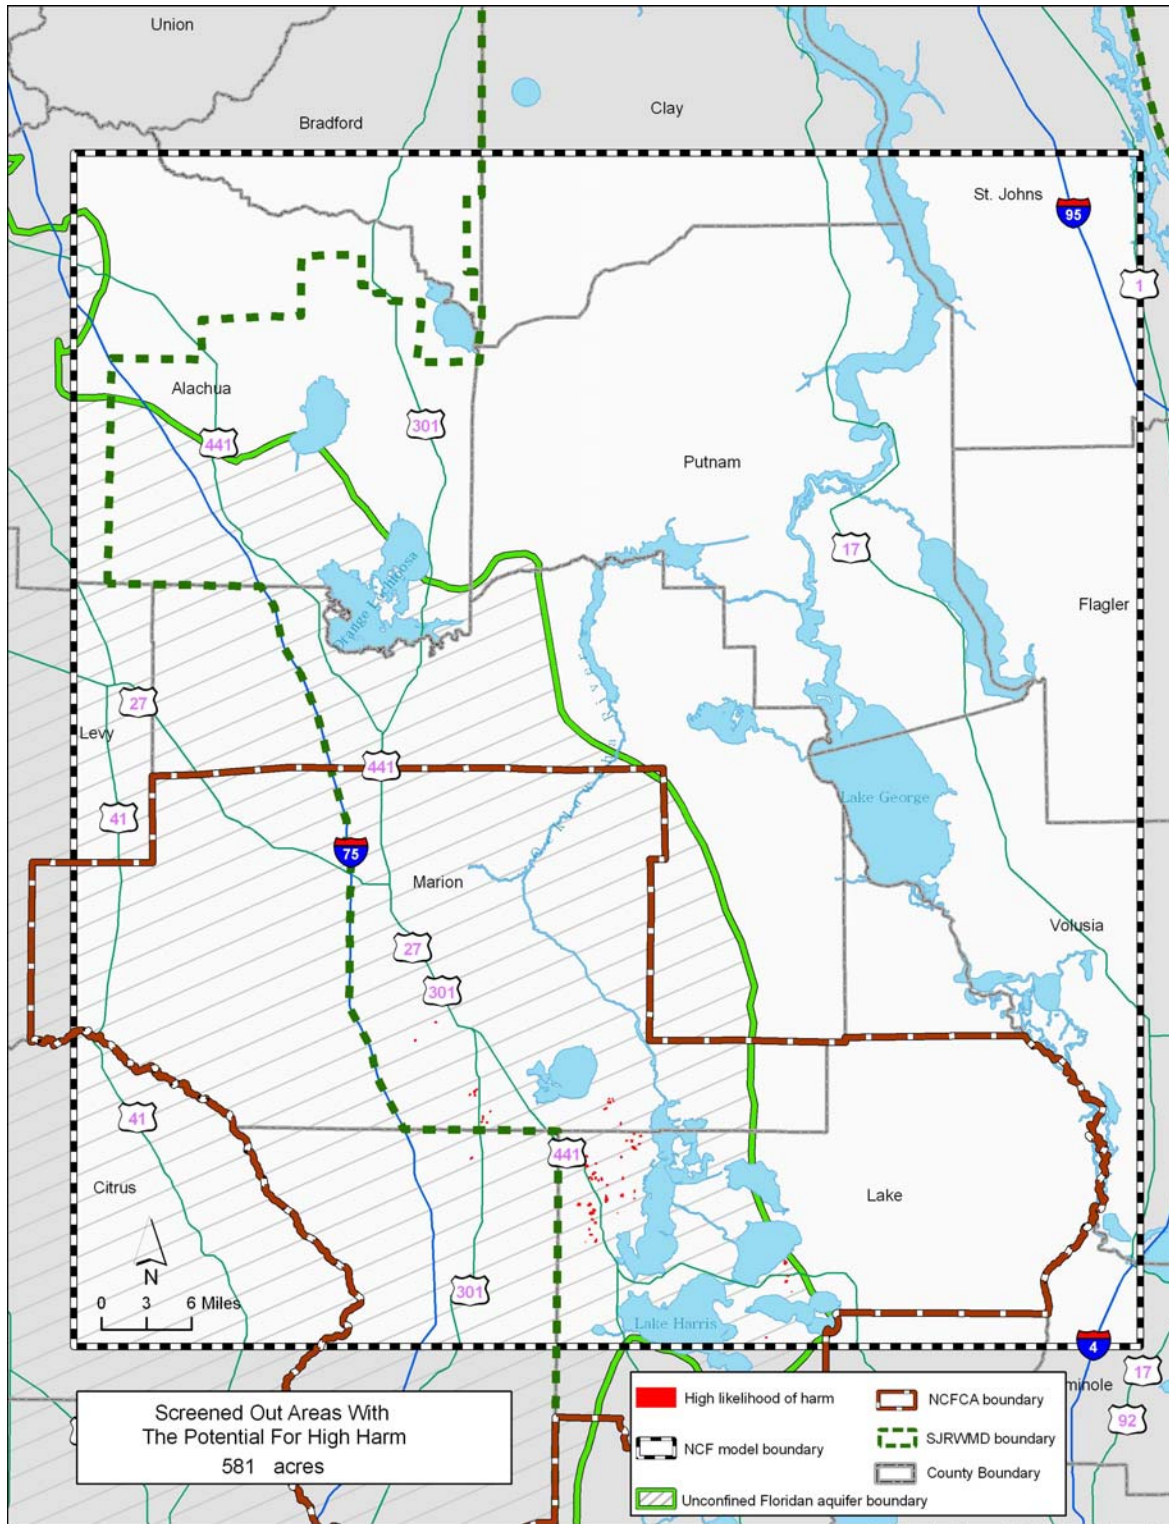 Union
Bradford
Clay
St. Johns
95
1
Alachua
441
301
Putnam
17
Orange Lochloosa
Flagler
27
Levy
441
41
Lake George
75
Marion
Volusia
27
301
41
441
Citrus
Lake
N
0 3 6 Miles
301
Lake Harris
4
17
minole
92
Screened Out Areas With
The Potential For High Harm
581 acres
High likelihood of harm
NCF model boundary
Unconfined Floridan aquifer boundary
NCFCA boundary
SJRWMD boundary
County Boundary